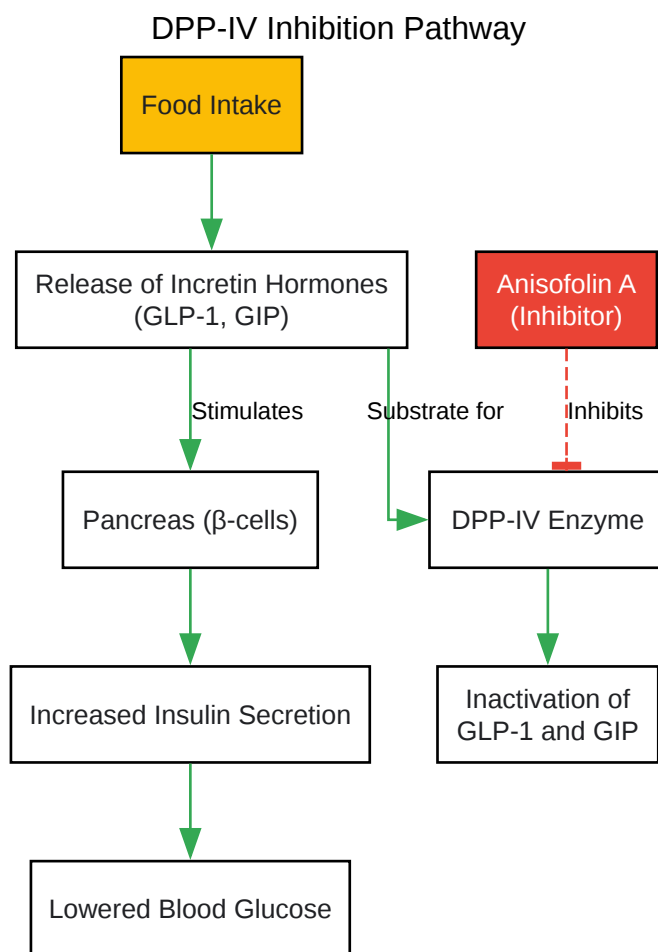 DPP-IV Inhibition Pathway
Food Intake
Release of Incretin Hormones
(GLP-1, GIP)
Anisofolin A
(Inhibitor)
Stimulates
Substrate for
Inhibits
Pancreas (β-cells)
DPP-IV Enzyme
Increased Insulin Secretion
Inactivation of
GLP-1 and GIP
Lowered Blood Glucose